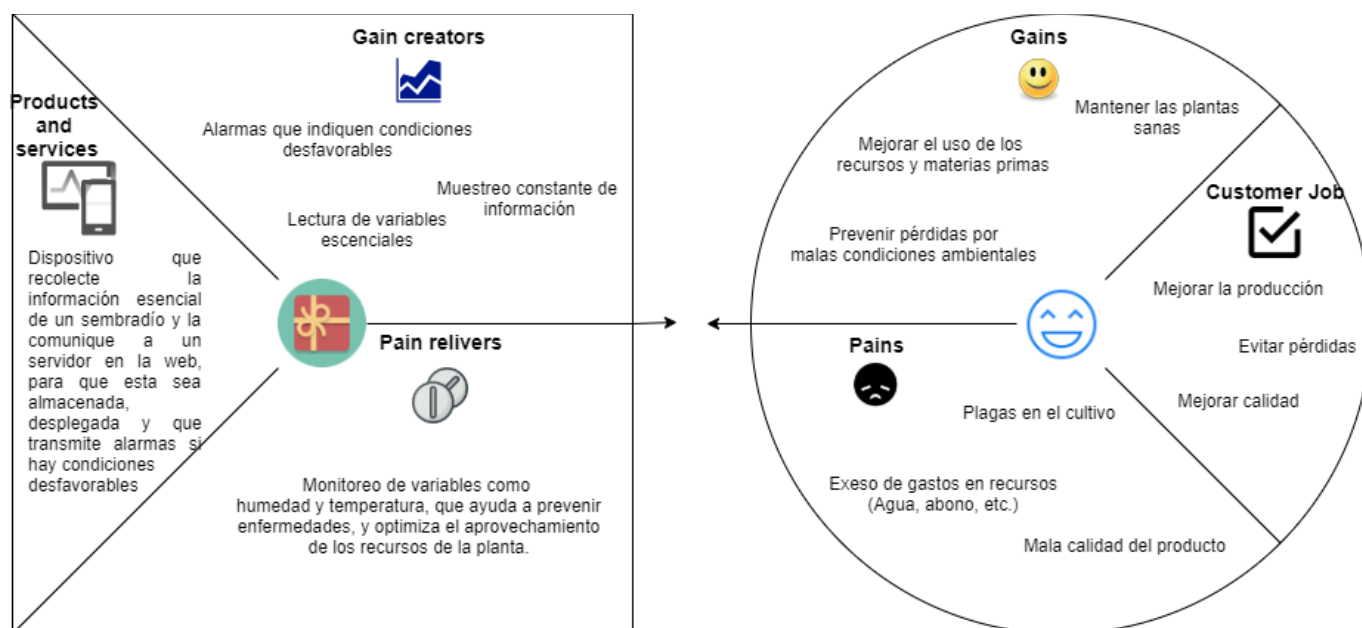 Gain creators
Alarmas que indiquen condiciones
desfavorables
Muestreo constante de
información
Lectura de variables
escenciales
Products
and
services
Dispositivo que
recolecte la
información esencial
de un sembradío y la
comunique a un
servidor en la web,
para que esta sea
almacenada,
desplegada y que
transmite alarmas si
hay condiciones
desfavorables
Pain relivers
Monitoreo de variables como
humedad y temperatura, que ayuda a prevenir
enfermedades, y optimiza el aprovechamiento
de los recursos de la planta.
Gains
Mantener las plantas
sanas
Mejorar el uso de los
recursos y materias primas
Prevenir pérdidas por
malas condiciones ambientales
Customer Job
Mejorar la producción
Evitar pérdidas
Mejorar calidad
Pains
Plagas en el cultivo
Exeso de gastos en recursos
(Agua, abono, etc.)
Mala calidad del producto